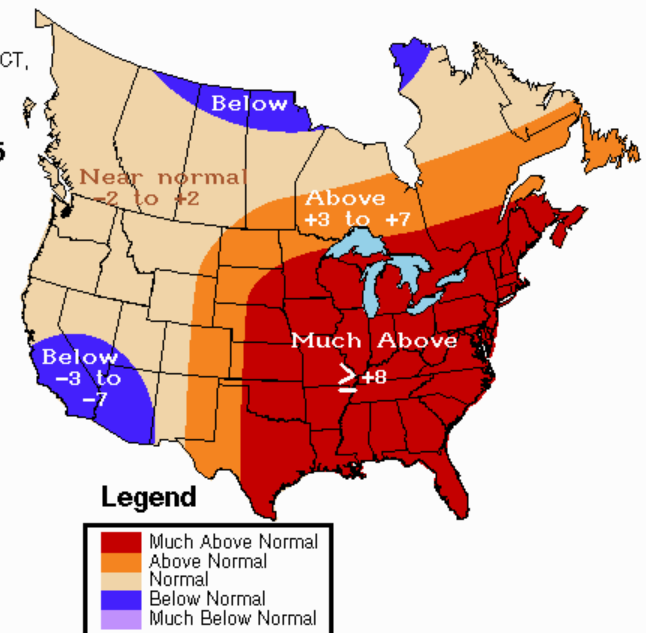 CT,
5
Below
Near normal
-2 to +2
Above
+3 to +7
Much Above
≥+8
Below
-3 to
-7
Legend
Much Above Normal
Above Normal
Normal
Below Normal
Much Below Normal